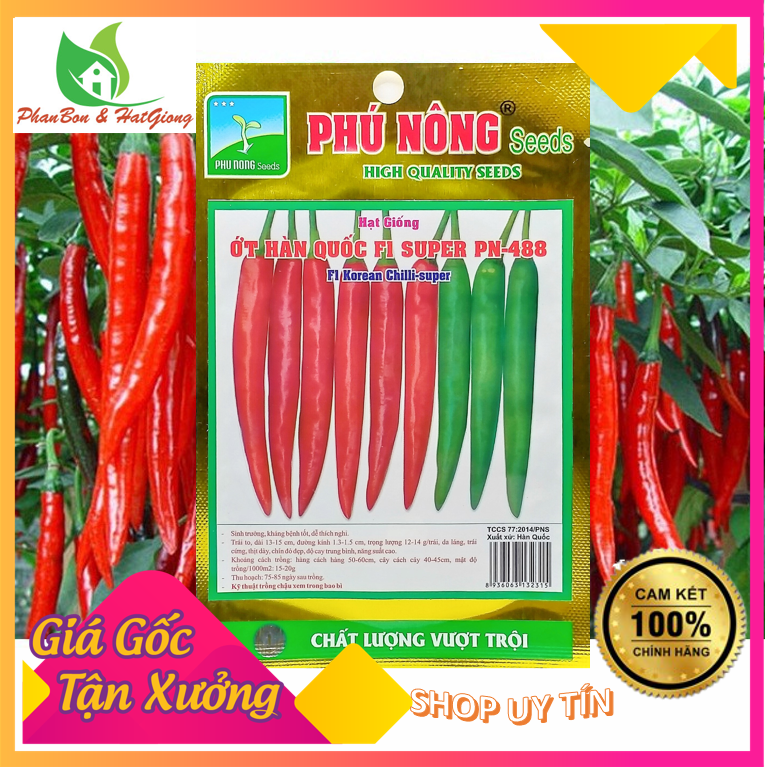 PhanBon & HatGiong
PHU NONG Seeds
PHÚ NÔNG® Seeds
HIGH QUALITY SEEDS
Hạt Giống
ỚT HÀN QUỐC F1 SUPER PN-488
F1 Korean Chilli-super
- Sinh trưởng, kháng bệnh tốt, dễ thích nghi.
- Trái to, dài 13-15 cm, đường kính 1.3-1.5 cm, trọng lượng 12-14 g/trái, da láng, trái
cứng, thịt dày, chín đỏ đẹp, độ cay trung bình, năng suất cao.
- Khoảng cách trồng: hàng cách hàng 50-60cm, cây cách cây 40-45cm, mật độ
trồng/1000m2: 15-20g
- Thu hoạch: 75-85 ngày sau trồng.
- Kỹ thuật trồng chậu xem trong bao bì
TCCS 77:2014/PNS
Xuất xứ: Hàn Quốc
8 936063 132315
CHẤT LƯỢNG VƯỢT TRỘI
Giá Gốc
Tận Xưởng
SHOP UY TÍN
CAM KẾT
100%
CHÍNH HÃNG